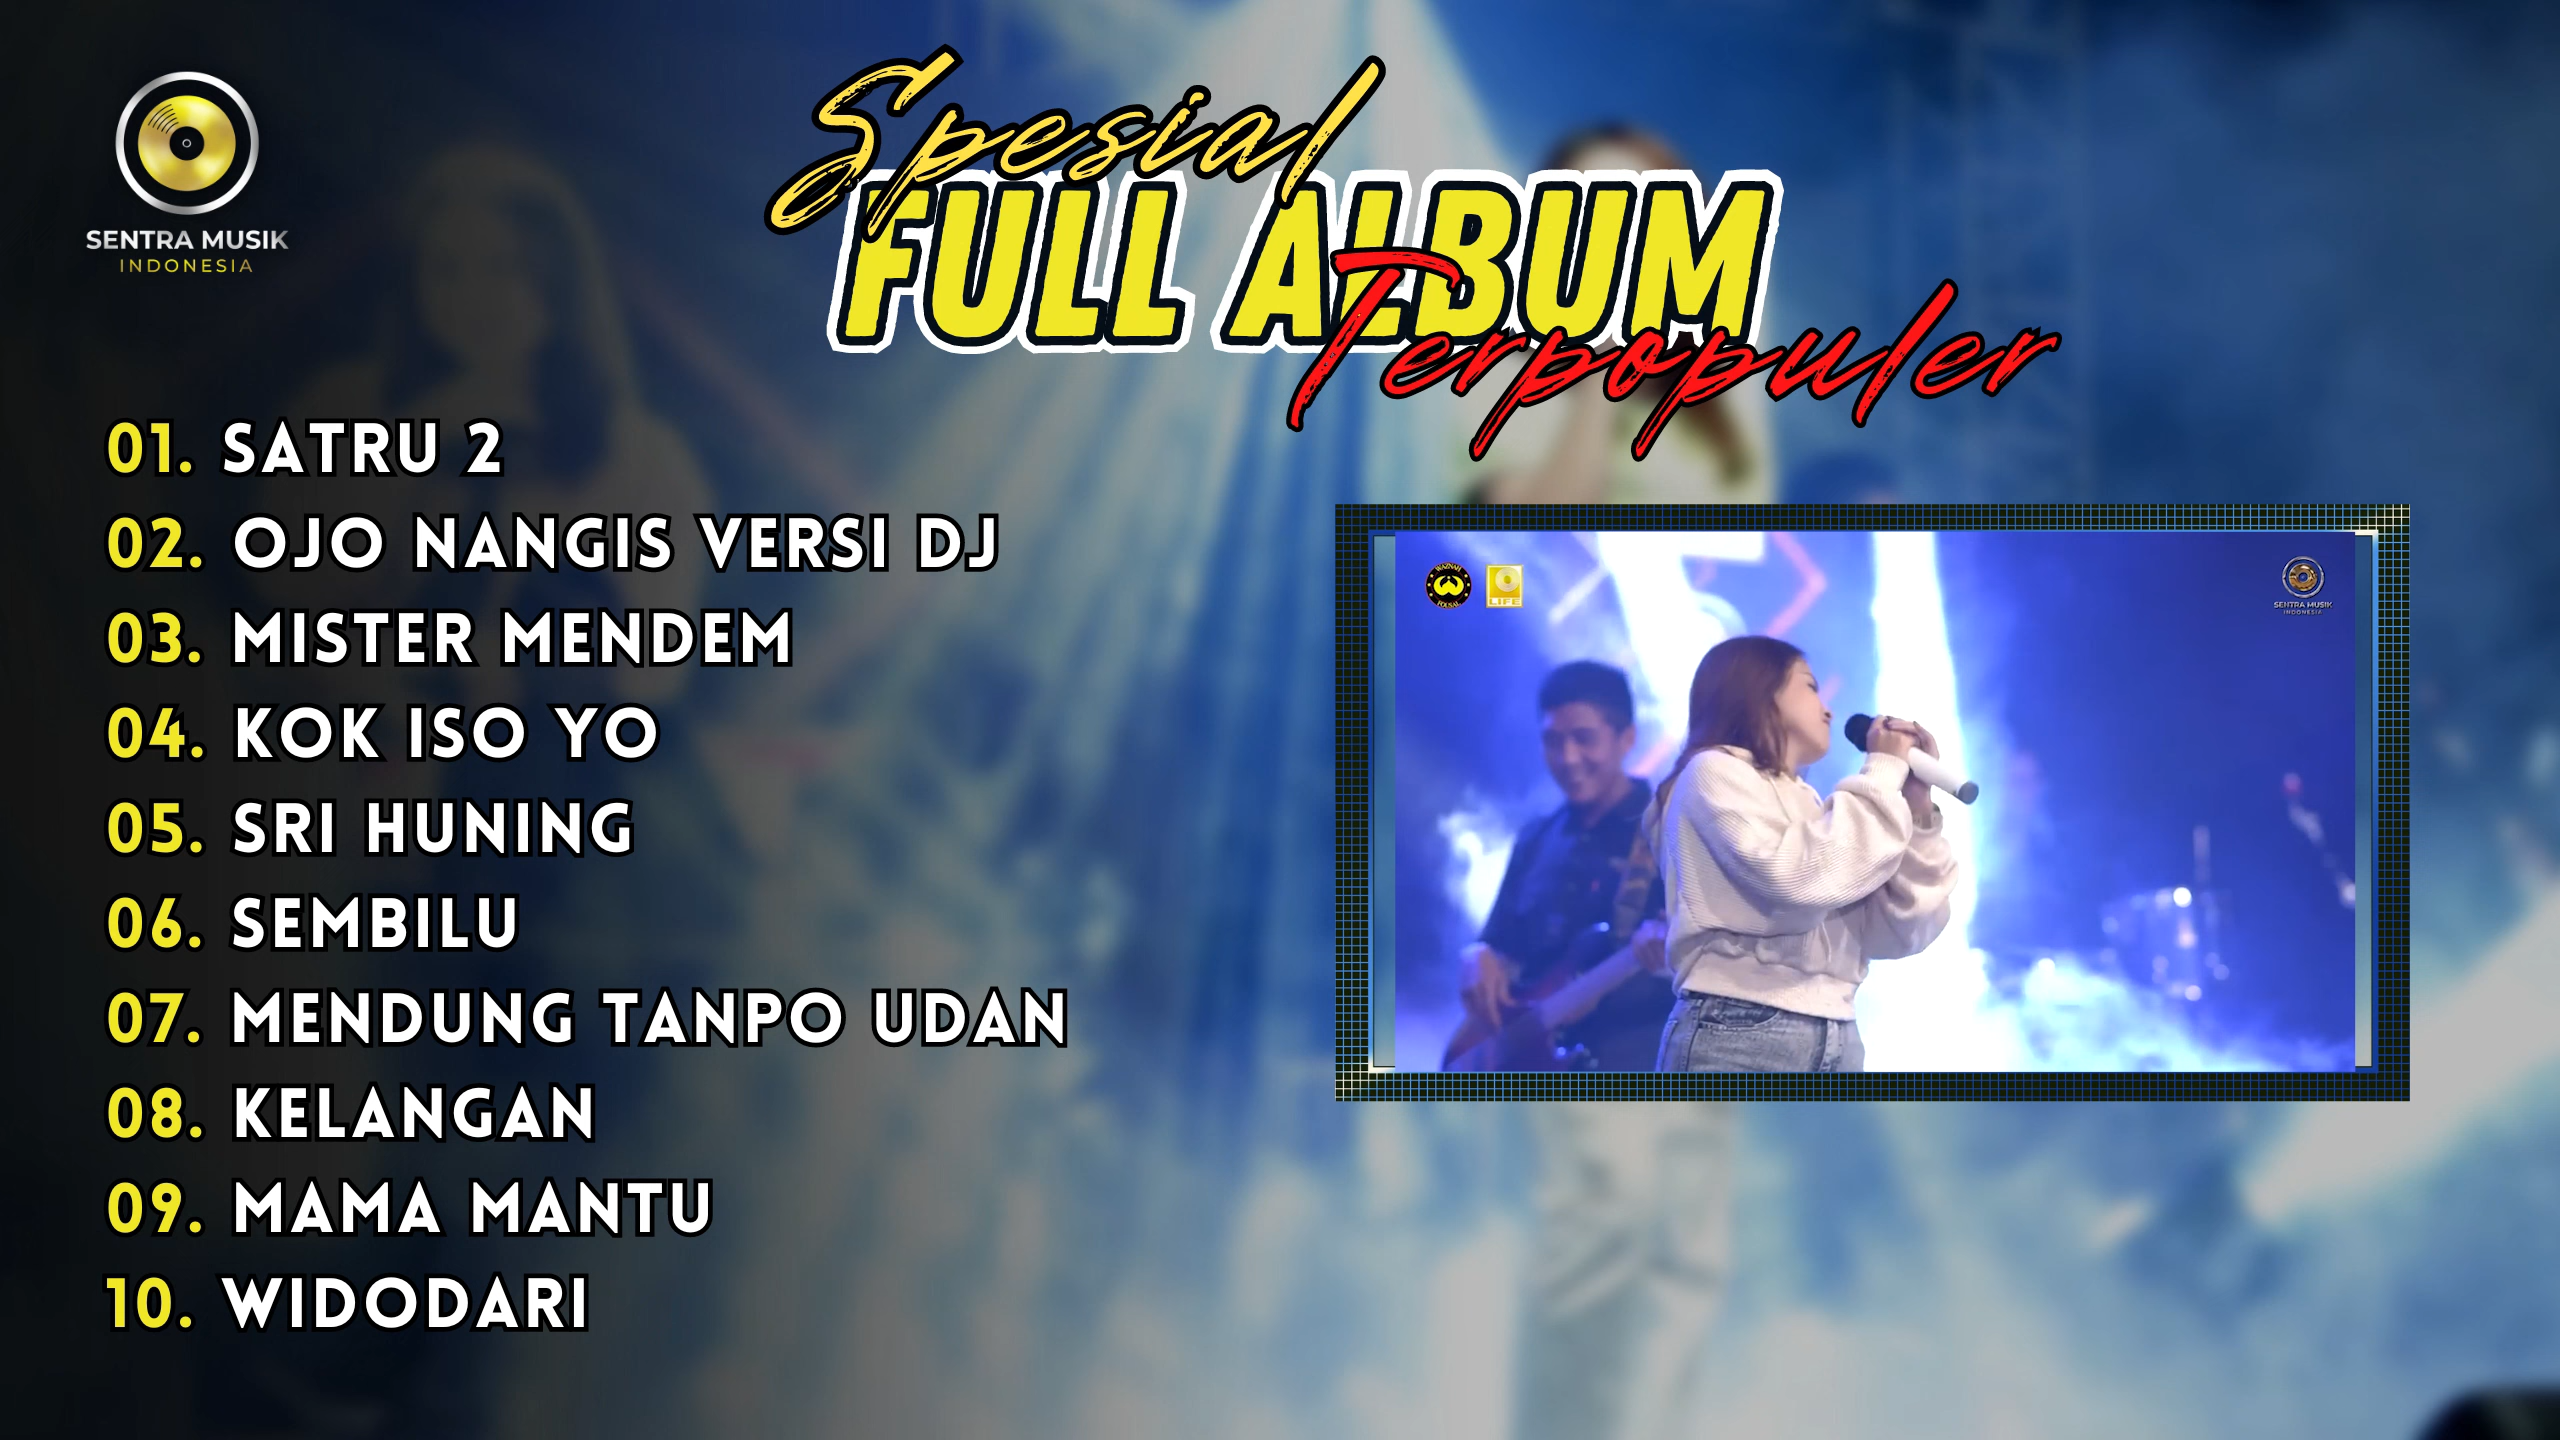 SENTRA MUSIK
INDONESIA
Spesial
FULL ALBUM
Terpopuler
01. SATRU 2
02. OJO NANGIS VERSI DJ
03. MISTER MENDEM
04. KOK ISO YO
05. SRI HUNING
06. SEMBILU
07. MENDUNG TANPO UDAN
08. KELANGAN
09. MAMA MANTU
10. WIDODARI
WAZNAH
LIFE
SENTRA MUSIK
INDONESIA